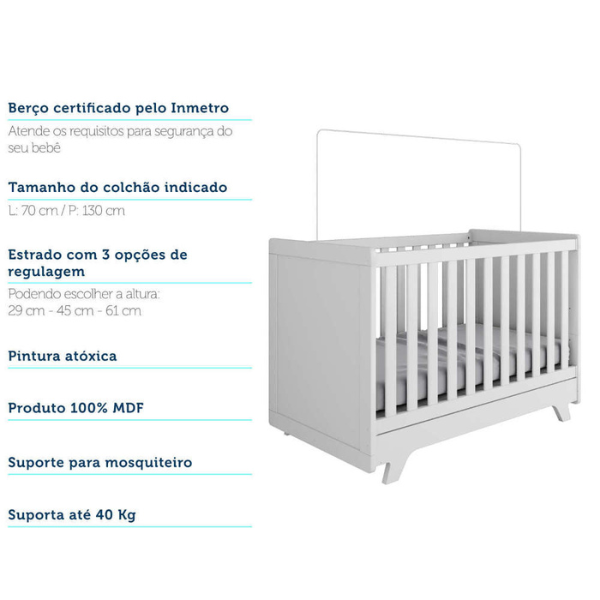 Berço certificado pelo Inmetro
Atende os requisitos para segurança do
seu bebê
Tamanho do colchão indicado
L: 70 cm / P: 130 cm
Estrado com 3 opções de
regulagem
Podendo escolher a altura:
29 cm - 45 cm - 61 cm
Pintura atóxica
Produto 100% MDF
Suporte para mosquiteiro
Suporta até 40 Kg